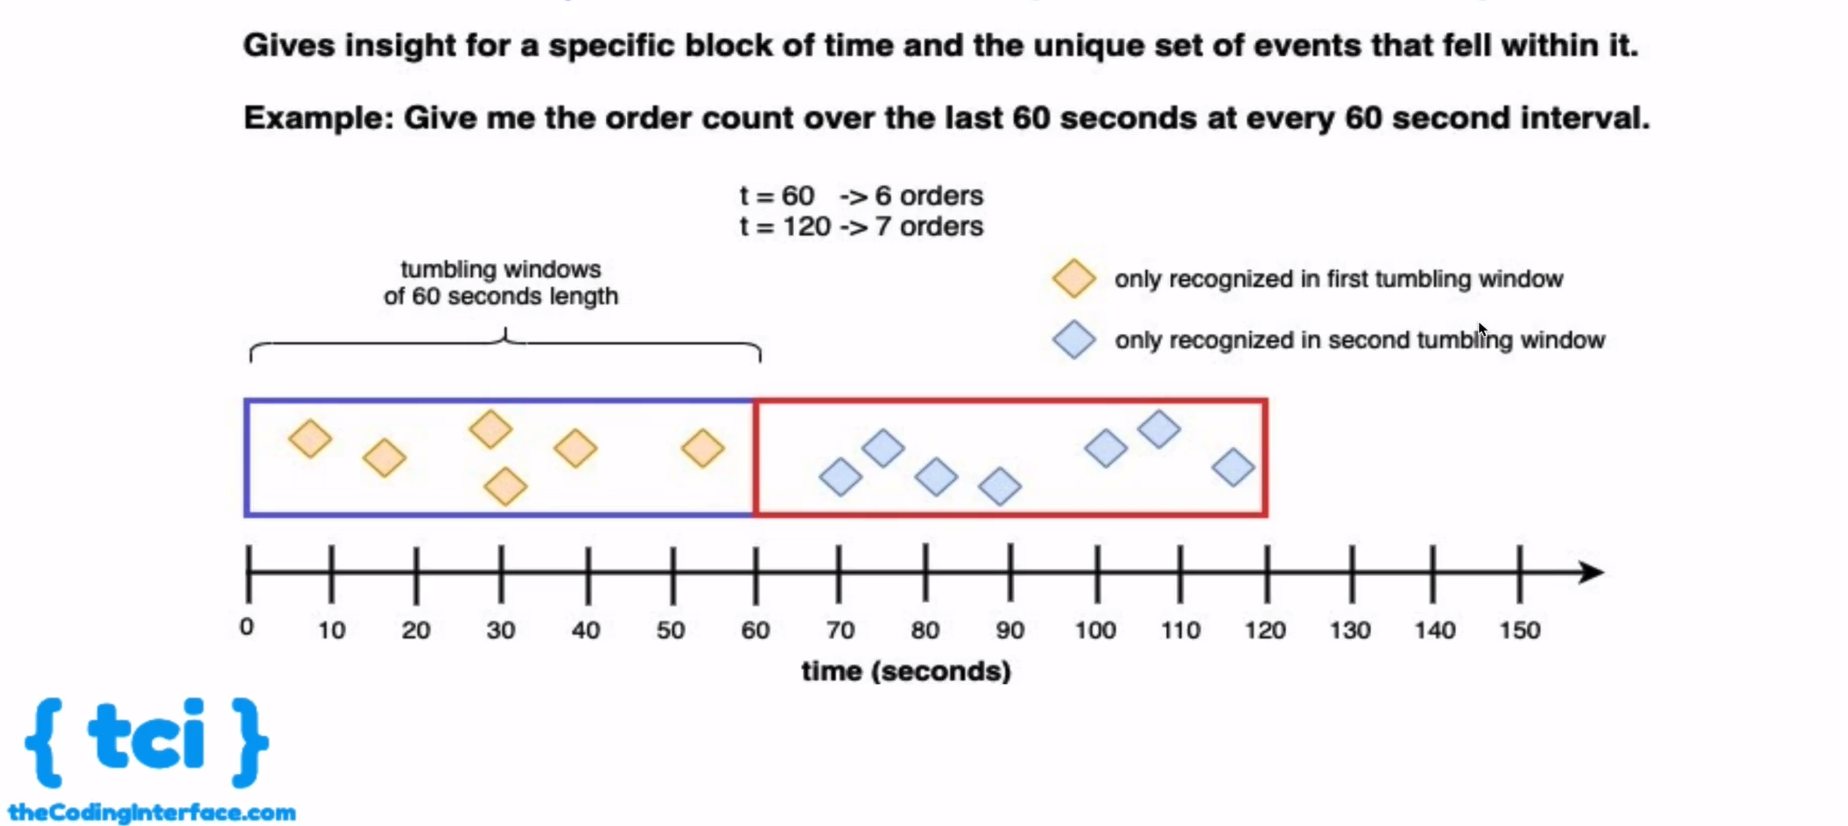 Gives insight for a specific block of time and the unique set of events that fell within it.
Example: Give me the order count over the last 60 seconds at every 60 second interval.
t = 60 -> 6 orders
t = 120 -> 7 orders
tumbling windows
of 60 seconds length
only recognized in first tumbling window
only recognized in second tumbling window
0 10 20 30 40 50 60 70 80 90 100 110 120 130 140 150
time (seconds)
{ tci }
theCodingInterface.com